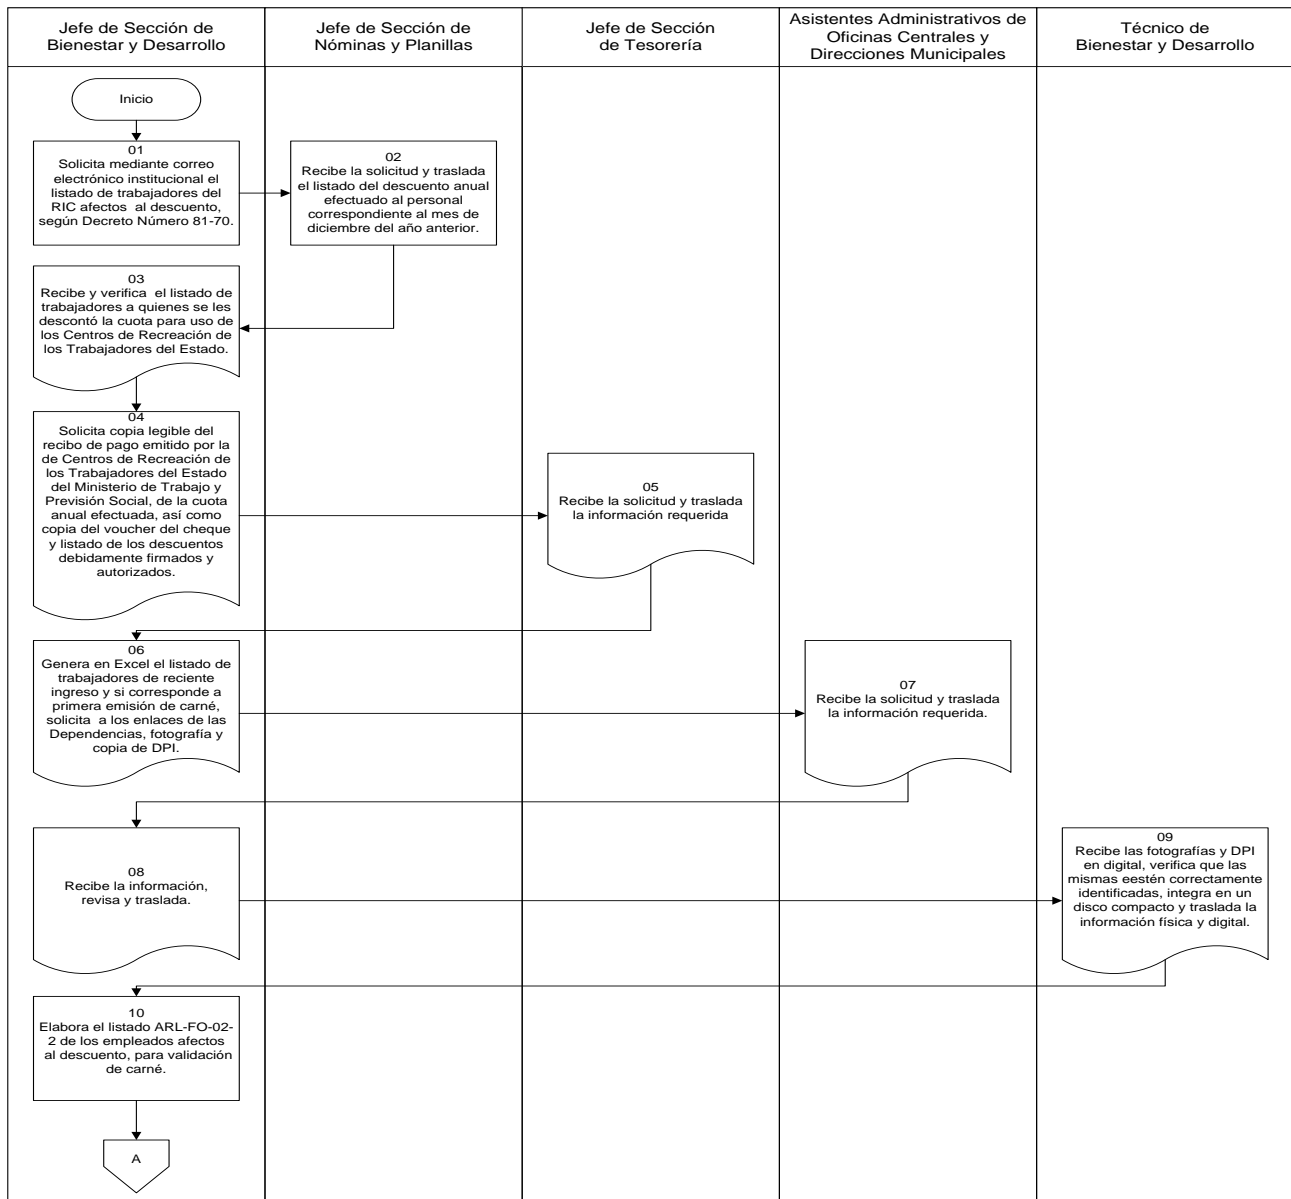 Jefe de Sección de
Bienestar y Desarrollo
Jefe de Sección de
Nóminas y Planillas
Jefe de Sección
de Tesorería
Asistentes Administrativos de
Oficinas Centrales y
Direcciones Municipales
Técnico de
Bienestar y Desarrollo
Inicio
01
Solicita mediante correo
electrónico institucional el
listado de trabajadores del
RIC afectos al descuento,
según Decreto Número 81-70.
02
Recibe la solicitud y traslada
el listado del descuento anual
efectuado al personal
correspondiente al mes de
diciembre del año anterior.
03
Recibe y verifica el listado de
trabajadores a quienes se les
descontó la cuota para uso de
los Centros de Recreación de
los Trabajadores del Estado.
04
Solicita copia legible del
recibo de pago emitido por la
de Centros de Recreación de
los Trabajadores del Estado
del Ministerio de Trabajo y
Previsión Social, de la cuota
anual efectuada, así como
copia del voucher del cheque
y listado de los descuentos
debidamente firmados y
autorizados.
05
Recibe la solicitud y traslada
la información requerida
06
Genera en Excel el listado de
trabajadores de reciente
ingreso y si corresponde a
primera emisión de carné,
solicita a los enlaces de las
Dependencias, fotografía y
copia de DPI.
07
Recibe la solicitud y traslada
la información requerida.
08
Recibe la información,
revisa y traslada.
09
Recibe las fotografías y DPI
en digital, verifica que las
mismas eestén correctamente
identificadas, integra en un
disco compacto y traslada la
información física y digital.
10
Elabora el listado ARL-FO-02-
2 de los empleados afectos
al descuento, para validación
de carné.
A